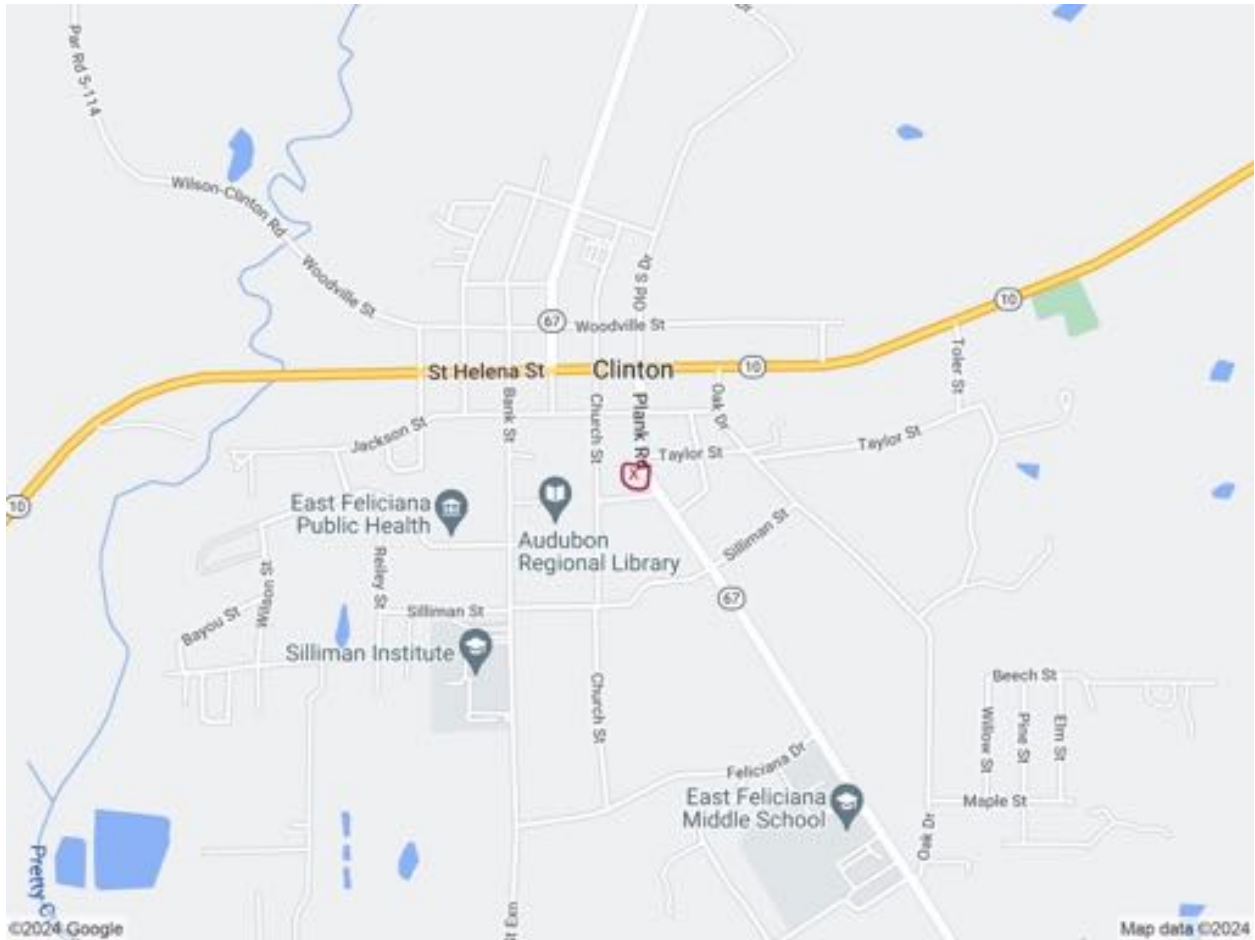 Par Rd 5-114
Wilson-Clinton Rd
Woodville St
Old S Dr
67
Woodville St
10
St Helena St
Clinton
10
Toler St
Oak Dr
Bank St
Church St
Plank Rd
Jackson St
Taylor St
Taylor St
X
10
East Feliciana
Public Health
Audubon
Regional Library
Silliman St
Reiley St
Wilson St
67
Bayou St
Silliman St
Silliman Institute
Beech St
Church St
Willow St
Pine St
Elm St
Feliciana Dr
East Feliciana
Middle School
Maple St
Oak Dr
©2024 Google
Map data ©2024